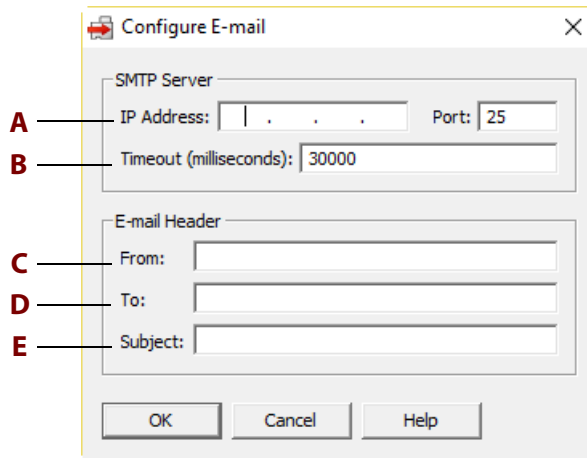 Configure E-mail
SMTP Server
A IP Address: . . . Port: 25
B Timeout (milliseconds): 30000
E-mail Header
C From:
D To:
E Subject:
OK Cancel Help